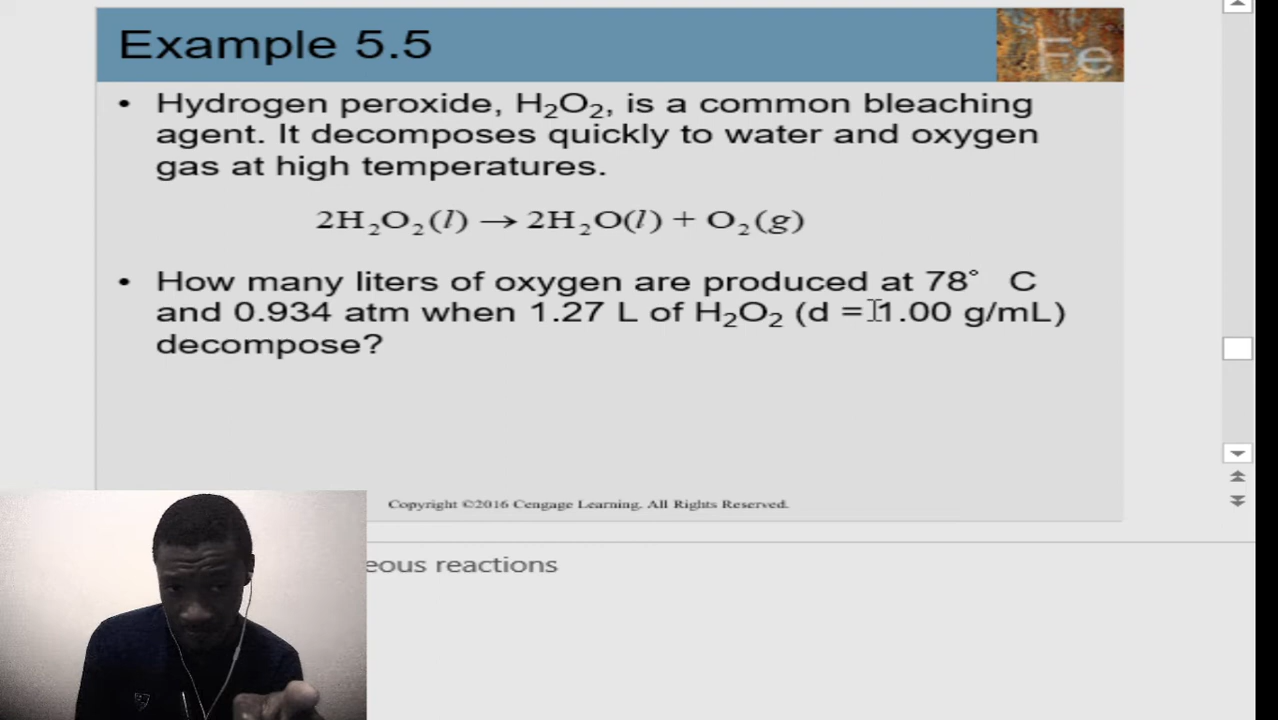 Example 5.5
Fe
• Hydrogen peroxide, H₂O₂, is a common bleaching
agent. It decomposes quickly to water and oxygen
gas at high temperatures.
2H₂O₂(l) → 2H₂O(l) + O₂(g)
• How many liters of oxygen are produced at 78° C
and 0.934 atm when 1.27 L of H₂O₂ (d = 1.00 g/mL)
decompose?
Copyright ©2016 Cengage Learning. All Rights Reserved.
eous reactions